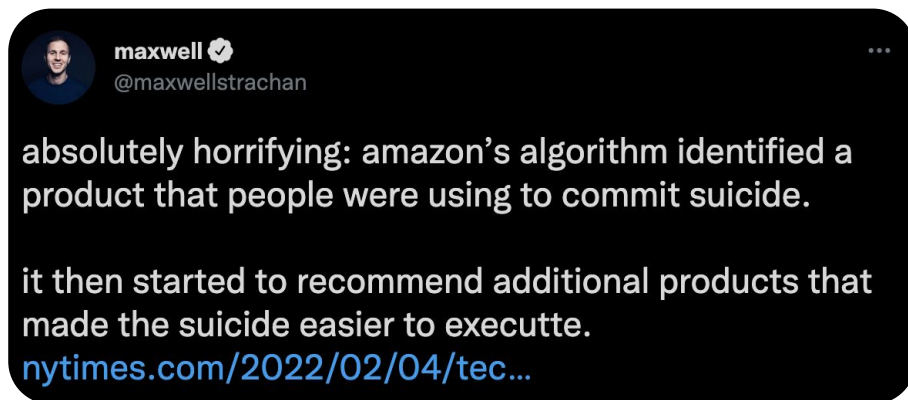 maxwell
@maxwellstrachan
absolutely horrifying: amazon’s algorithm identified a
product that people were using to commit suicide.
it then started to recommend additional products that
made the suicide easier to executte.
nytimes.com/2022/02/04/tec...